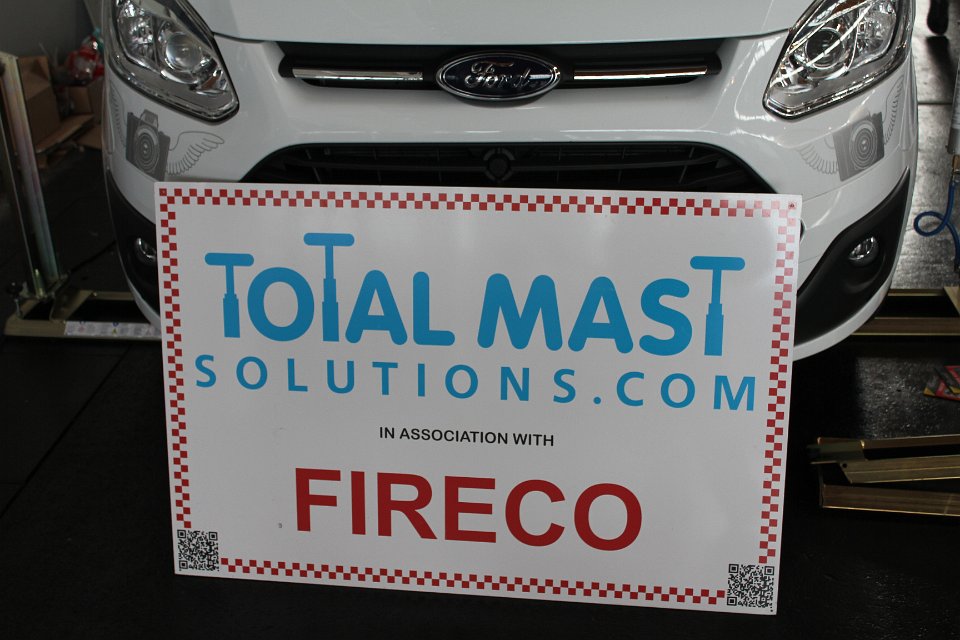 Ford
TOTAL MAST
SOLUTIONS.COM
IN ASSOCIATION WITH
FIRECO